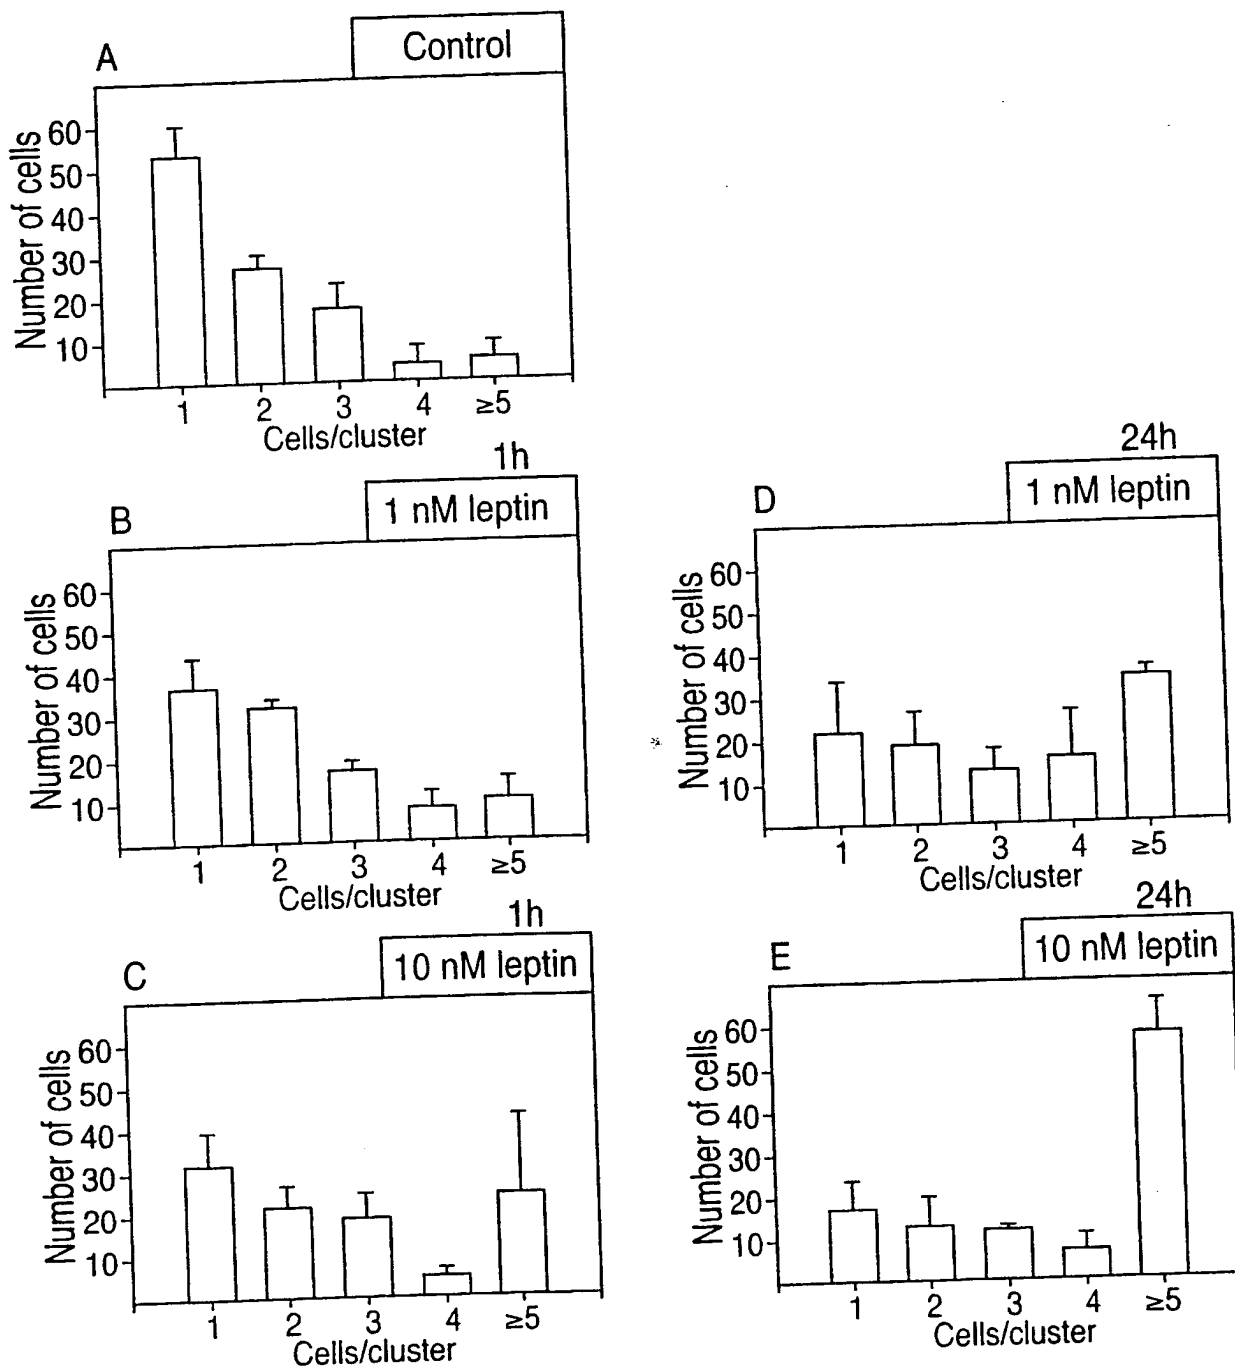 A
Control
Number of cells
60
50
40
30
20
10
1 2 3 4 ≥5
Cells/cluster
1h
B
1 nM leptin
Number of cells
60
50
40
30
20
10
1 2 3 4 ≥5
Cells/cluster
1h
C
10 nM leptin
Number of cells
60
50
40
30
20
10
1 2 3 4 ≥5
Cells/cluster
24h
D
1 nM leptin
Number of cells
60
50
40
30
20
10
1 2 3 4 ≥5
Cells/cluster
24h
E
10 nM leptin
Number of cells
60
50
40
30
20
10
1 2 3 4 ≥5
Cells/cluster